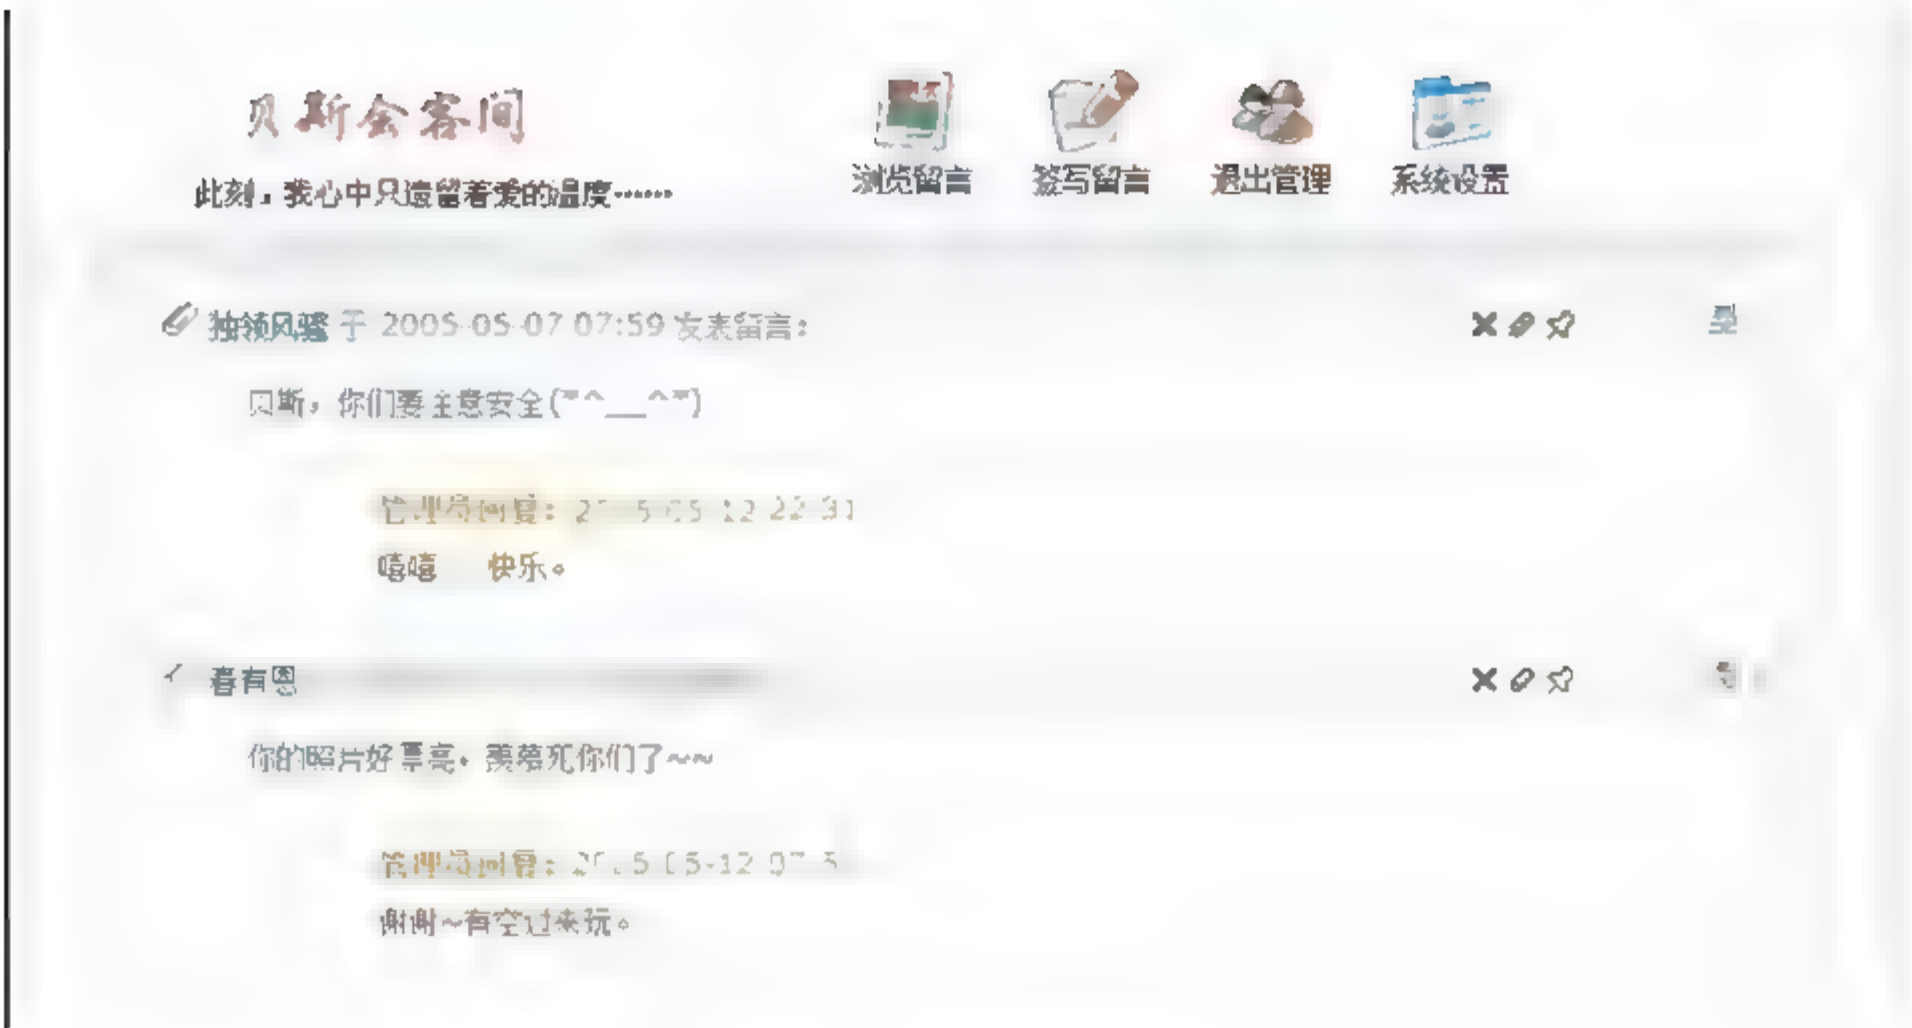 贝斯会客间
浏览留言 签写留言 退出管理 系统设置
此刻，我心中只遗留着爱的温度……
独领风骚 于 2005-05-07 07:59 发表留言：
贝斯，你们要注意安全(*^__^*)
管理员回复：
嘻嘻 快乐。
春有恩
你的照片好漂亮，羡慕死你们了~~
管理员回复：
谢谢~有空过来玩。